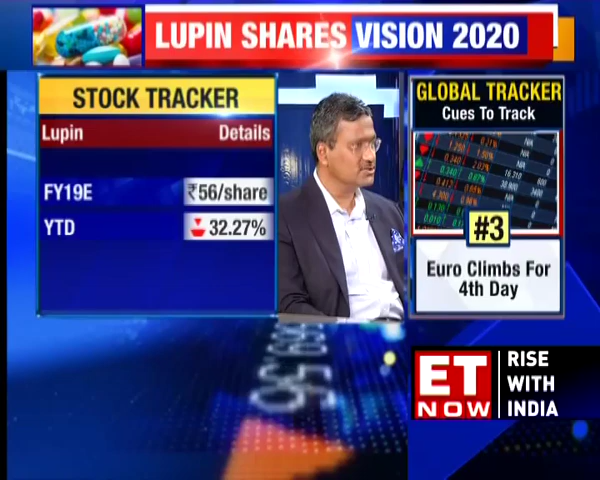 LUPIN SHARES VISION 2020
STOCK TRACKER
Lupin Details
FY19E ₹56/share
YTD 32.27%
GLOBAL TRACKER
Cues To Track
#3
Euro Climbs For
4th Day
ET
NOW
RISE
WITH
INDIA